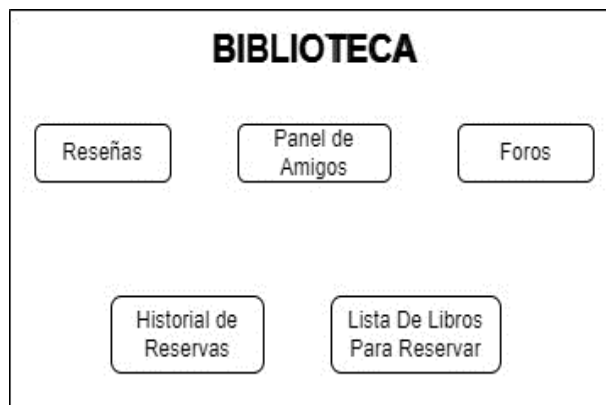 BIBLIOTECA
Reseñas
Panel de
Amigos
Foros
Historial de
Reservas
Lista De Libros
Para Reservar